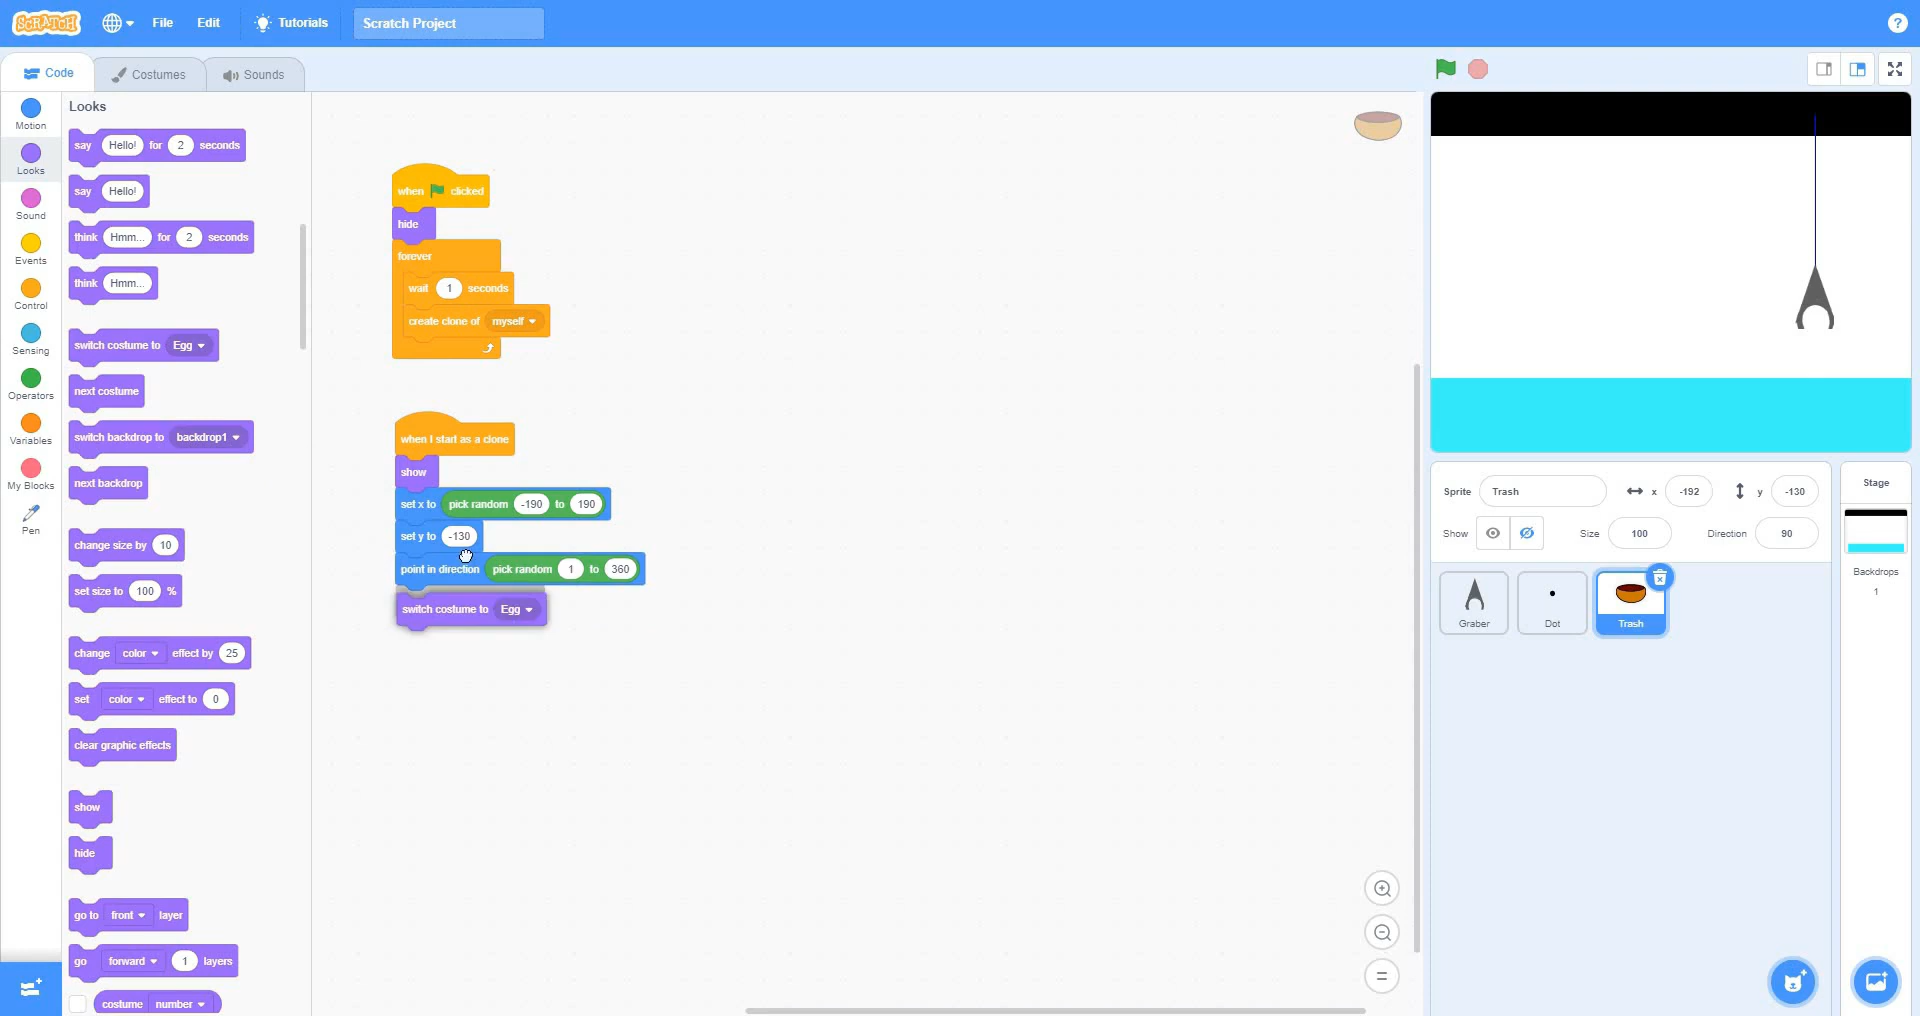 SCRATCH File Edit Tutorials Scratch Project ?
Code Costumes Sounds
Motion
Looks
Sound
Events
Control
Sensing
Operators
Variables
My Blocks
Pen
Looks
say Hello! for 2 seconds
say Hello!
think Hmm... for 2 seconds
think Hmm...
switch costume to Egg
next costume
switch backdrop to backdrop1
next backdrop
change size by 10
set size to 100 %
change color effect by 25
set color effect to 0
clear graphic effects
show
hide
go to front layer
go forward 1 layers
costume number
when clicked
hide
forever
wait 1 seconds
create clone of myself
when I start as a clone
show
set x to pick random -190 to 190
set y to -130
point in direction pick random 1 to 360
switch costume to Egg
Sprite Trash x -192 y -130
Show Size 100 Direction 90
Graber
Dot
Trash
Stage
Backdrops
1